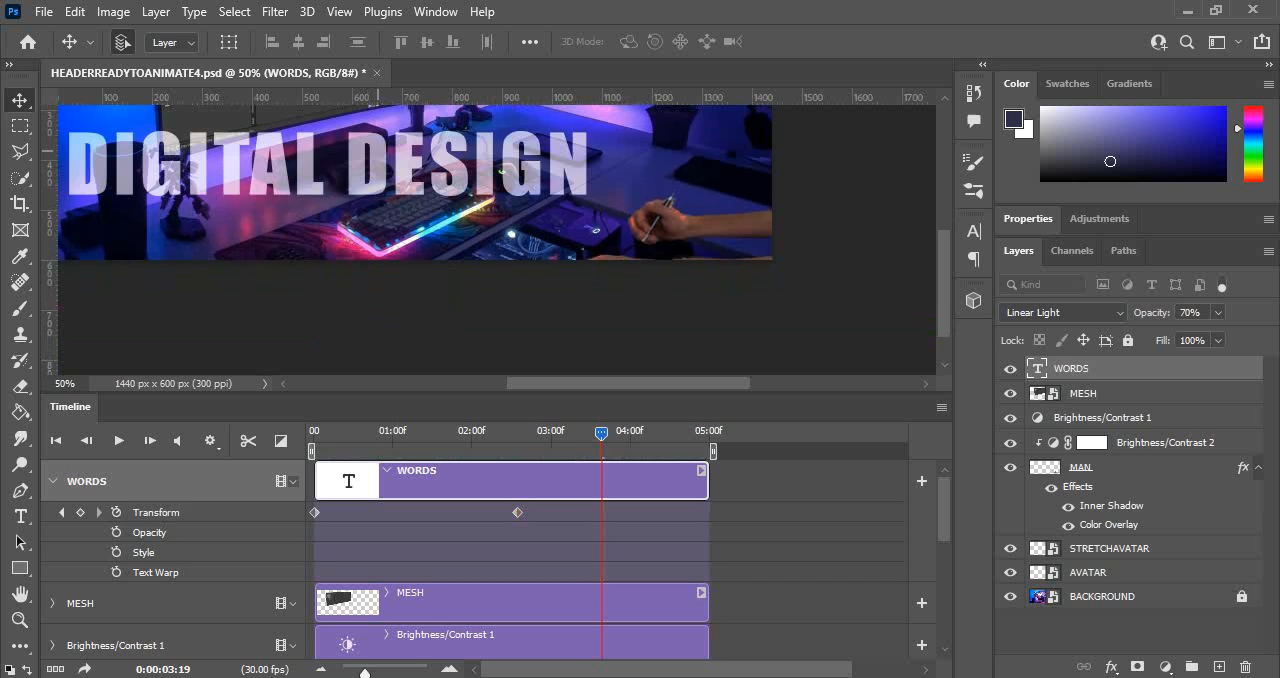 Ps File Edit Image Layer Type Select Filter 3D View Plugins Window Help
Layer 3D Mode:
HEADERREADYTOANIMATE4.psd @ 50% (WORDS, RGB/8#) *
100 200 300 400 500 600 700 800 900 1000 1100 1200 1300 1400 1500 1600 1700
DIGITAL DESIGN
50% 1440 px x 600 px (300 ppi)
Timeline
00 01:00f 02:00f 03:00f 04:00f 05:00f
WORDS
WORDS
Transform
Opacity
Style
Text Warp
MESH
MESH
Brightness/Contrast 1
Brightness/Contrast 1
0:00:03:19 (30.00 fps)
Color Swatches Gradients
Properties Adjustments
Layers Channels Paths
Kind
Linear Light Opacity: 70%
Lock: Fill: 100%
WORDS
MESH
Brightness/Contrast 1
Brightness/Contrast 2
MAN fx
Effects
Inner Shadow
Color Overlay
STRETCHAVATAR
AVATAR
BACKGROUND
fx